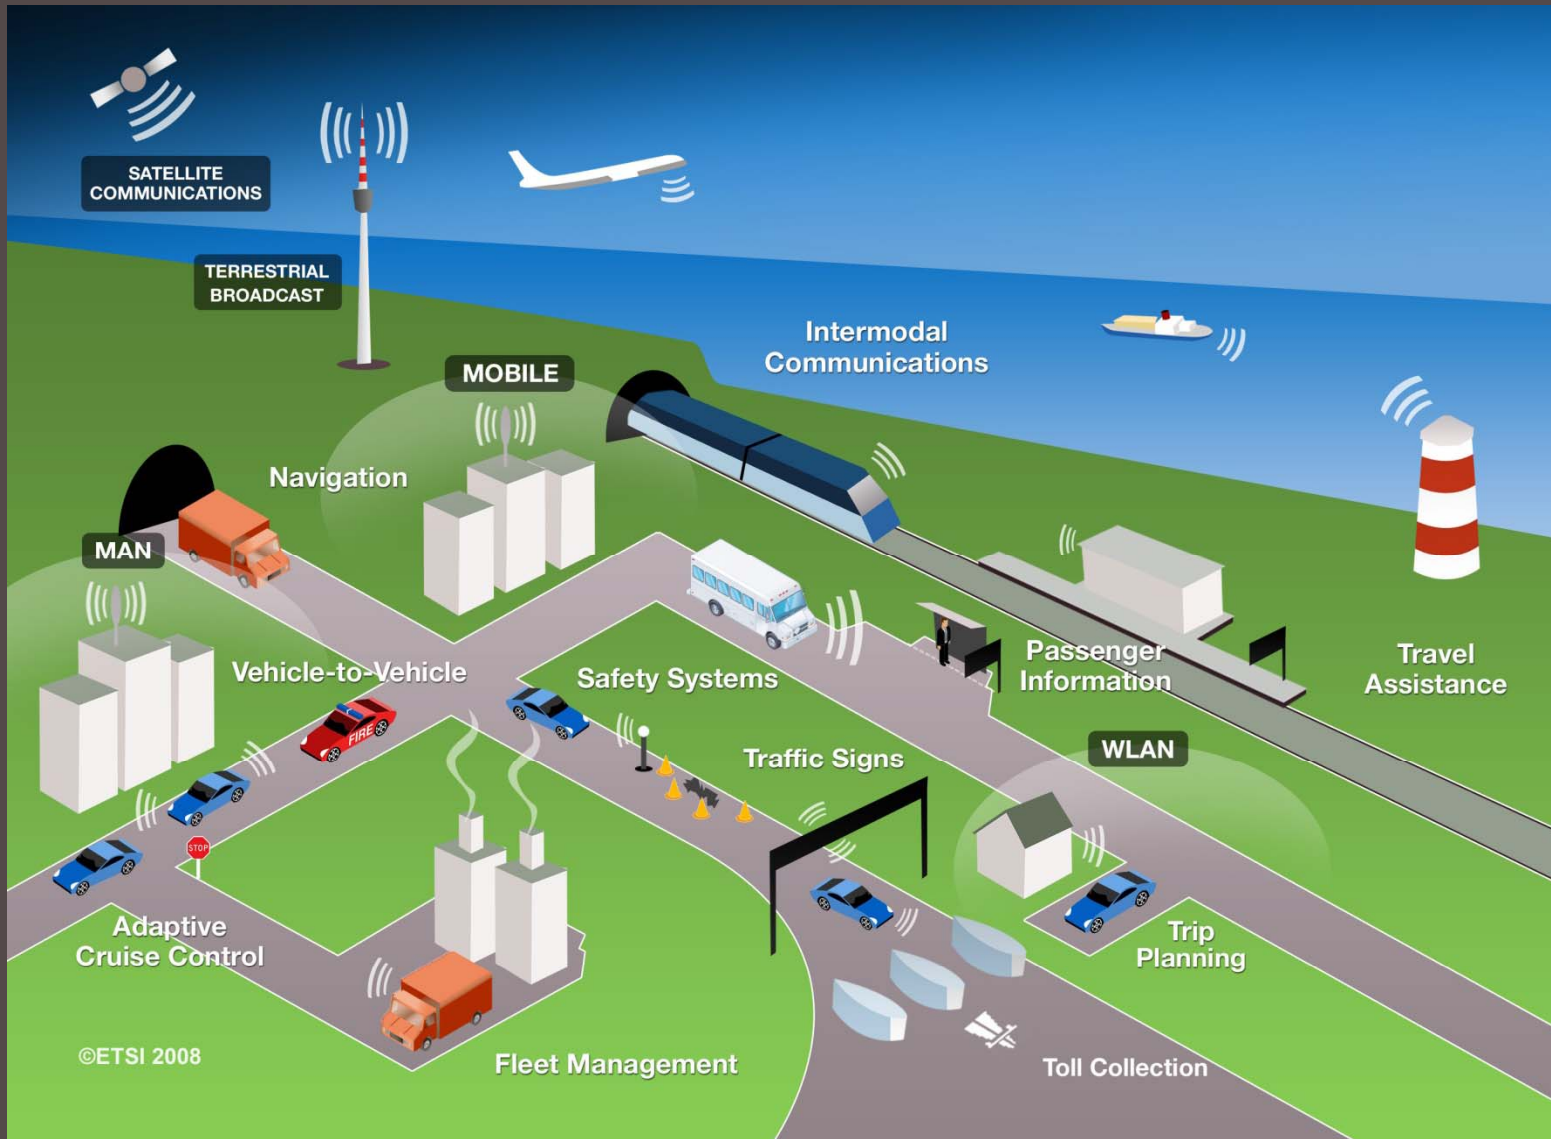 SATELLITE
COMMUNICATIONS
TERRESTRIAL
BROADCAST
Intermodal
Communications
MOBILE
Navigation
MAN
Vehicle-to-Vehicle
Safety Systems
Passenger
Information
Travel
Assistance
FIRE
Traffic Signs
WLAN
STOP
Adaptive
Cruise Control
Trip
Planning
©ETSI 2008
Fleet Management
Toll Collection